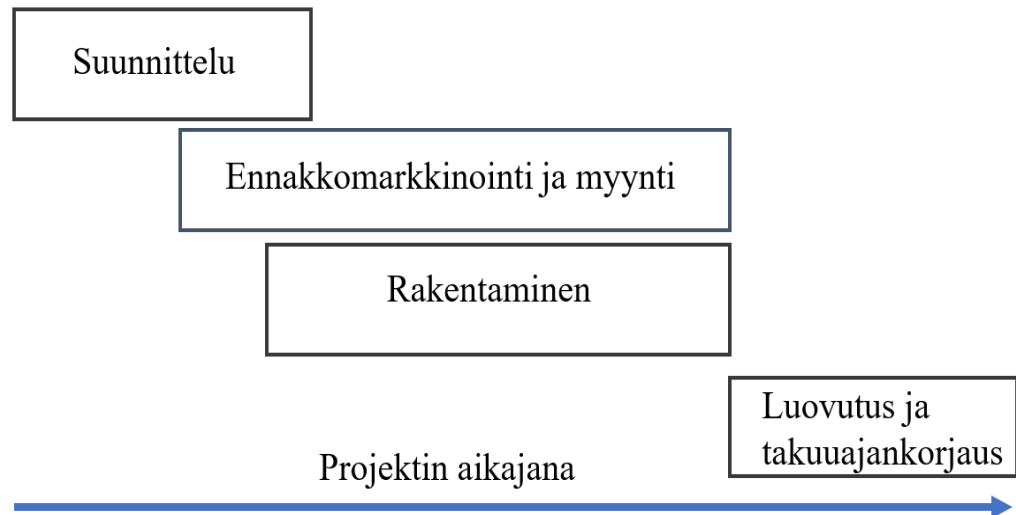 Suunnittelu
Ennakkomarkkinointi ja myynti
Rakentaminen
Luovutus ja
takuuajankorjaus
Projektin aikajana